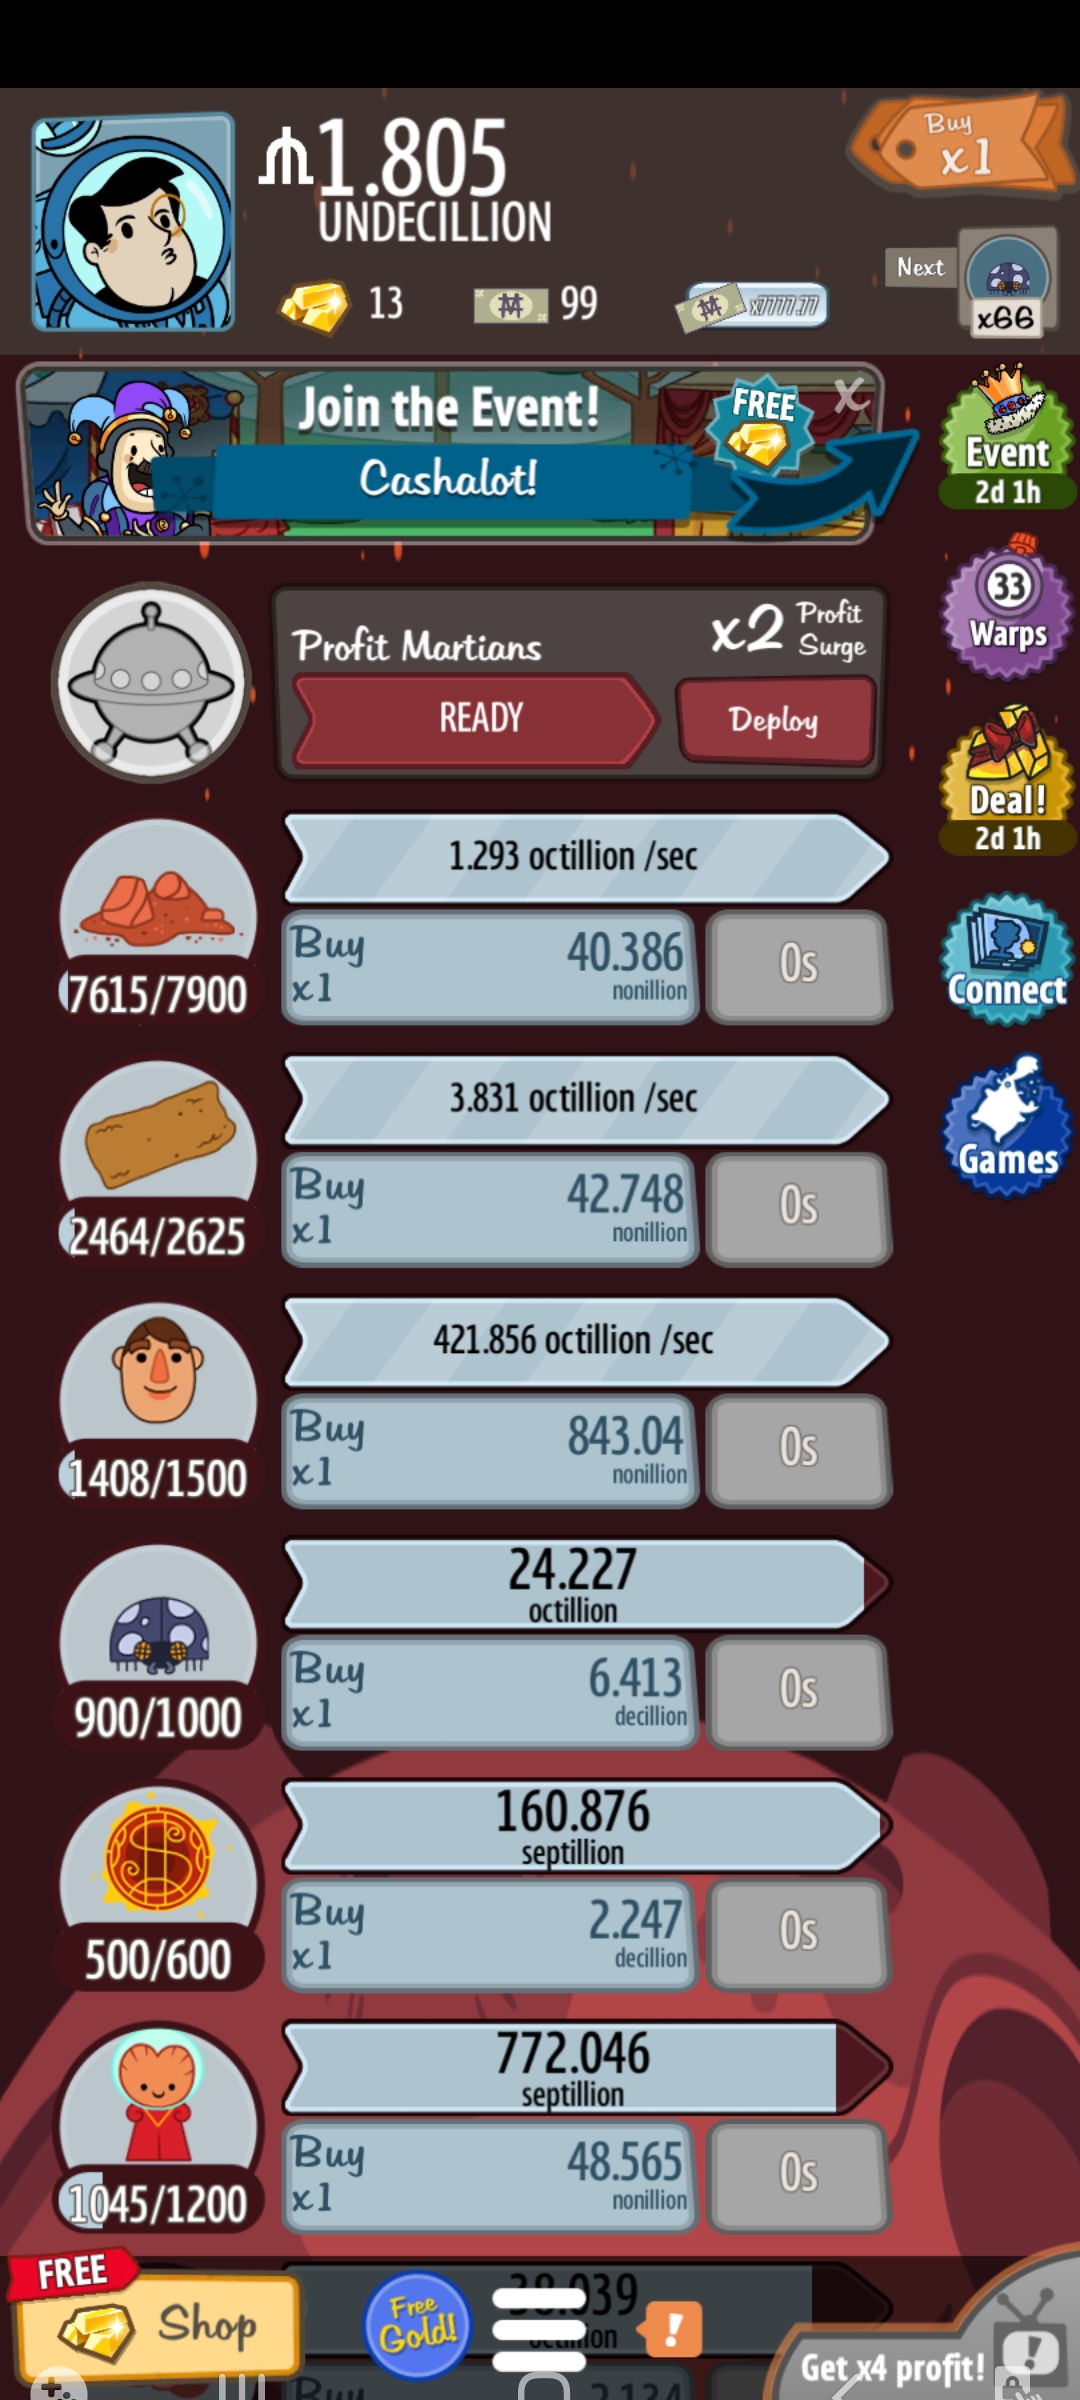 1.805
UNDECILLION
Buy
x1
13
99
x7777.77
Next
x66
Join the Event!
Cashalot!
FREE
X
Event
2d 1h
33
Warps
Deal!
2d 1h
Connect
Games
Profit Martians
x2 Profit
Surge
READY
Deploy
1.293 octillion /sec
7615/7900
Buy
x1
40.386
nonillion
0s
3.831 octillion /sec
2464/2625
Buy
x1
42.748
nonillion
0s
421.856 octillion /sec
1408/1500
Buy
x1
843.04
nonillion
0s
24.227
octillion
900/1000
Buy
x1
6.413
decillion
0s
160.876
septillion
500/600
Buy
x1
2.247
decillion
0s
772.046
septillion
1045/1200
Buy
x1
48.565
nonillion
0s
38.039
octillion
Buy
2.134
FREE
Shop
Free
Gold!
!
!
Get x4 profit!